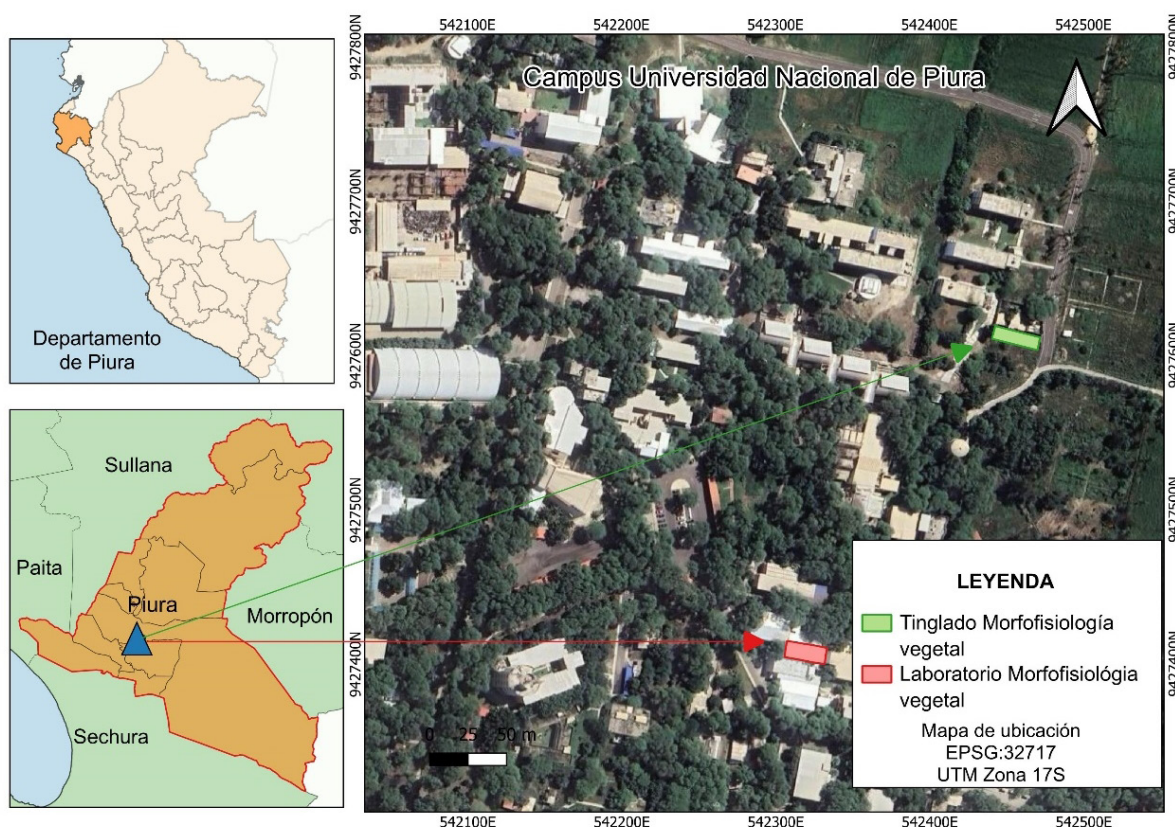 Departamento
de Piura
Sullana
Paita
Piura
Morropón
Sechura
542100E
542200E
542300E
542400E
542500E
9427800N
9427700N
9427600N
9427500N
9427400N
Campus Universidad Nacional de Piura
9427800N
9427700N
9427600N
9427500N
9427400N
0 25 50 m
LEYENDA
Tinglado Morfofisiología
vegetal
Laboratorio Morfofisiológia
vegetal
Mapa de ubicación
EPSG:32717
UTM Zona 17S
542100E
542200E
542300E
542400E
542500E